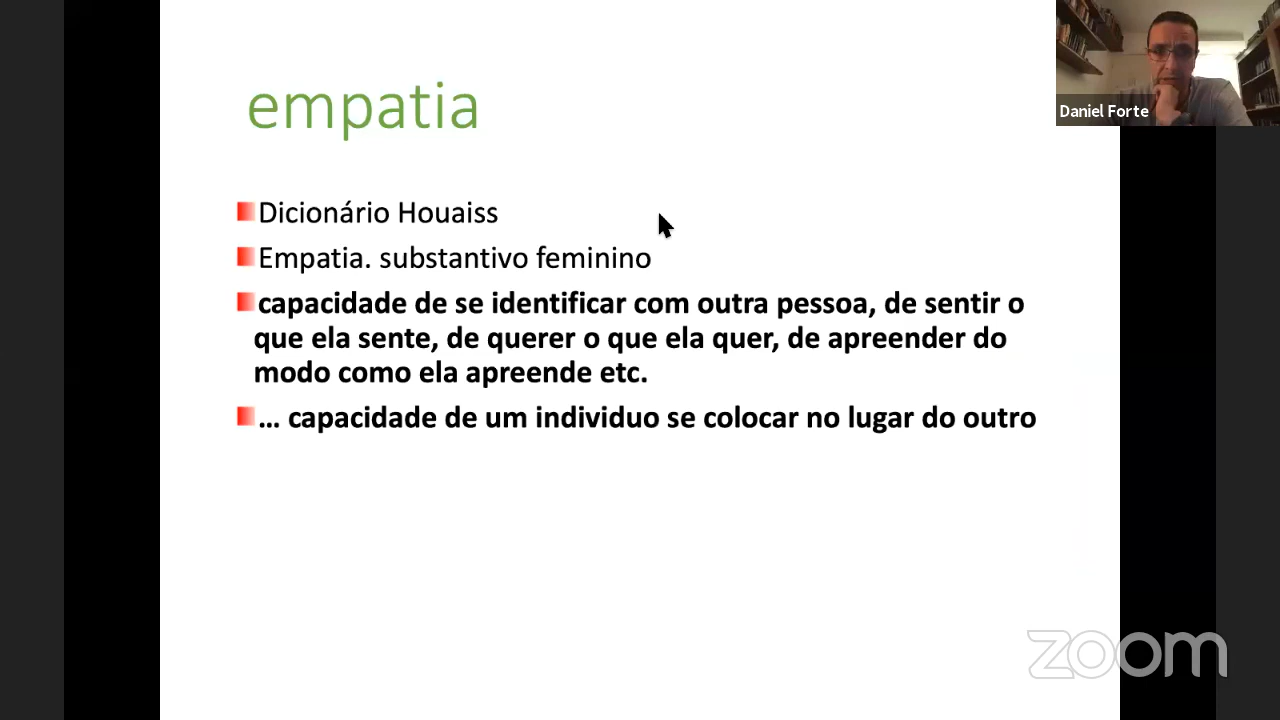 empatia
Daniel Forte
Dicionário Houaiss
Empatia. substantivo feminino
capacidade de se identificar com outra pessoa, de sentir o
que ela sente, de querer o que ela quer, de apreender do
modo como ela apreende etc.
... capacidade de um individuo se colocar no lugar do outro
zoom